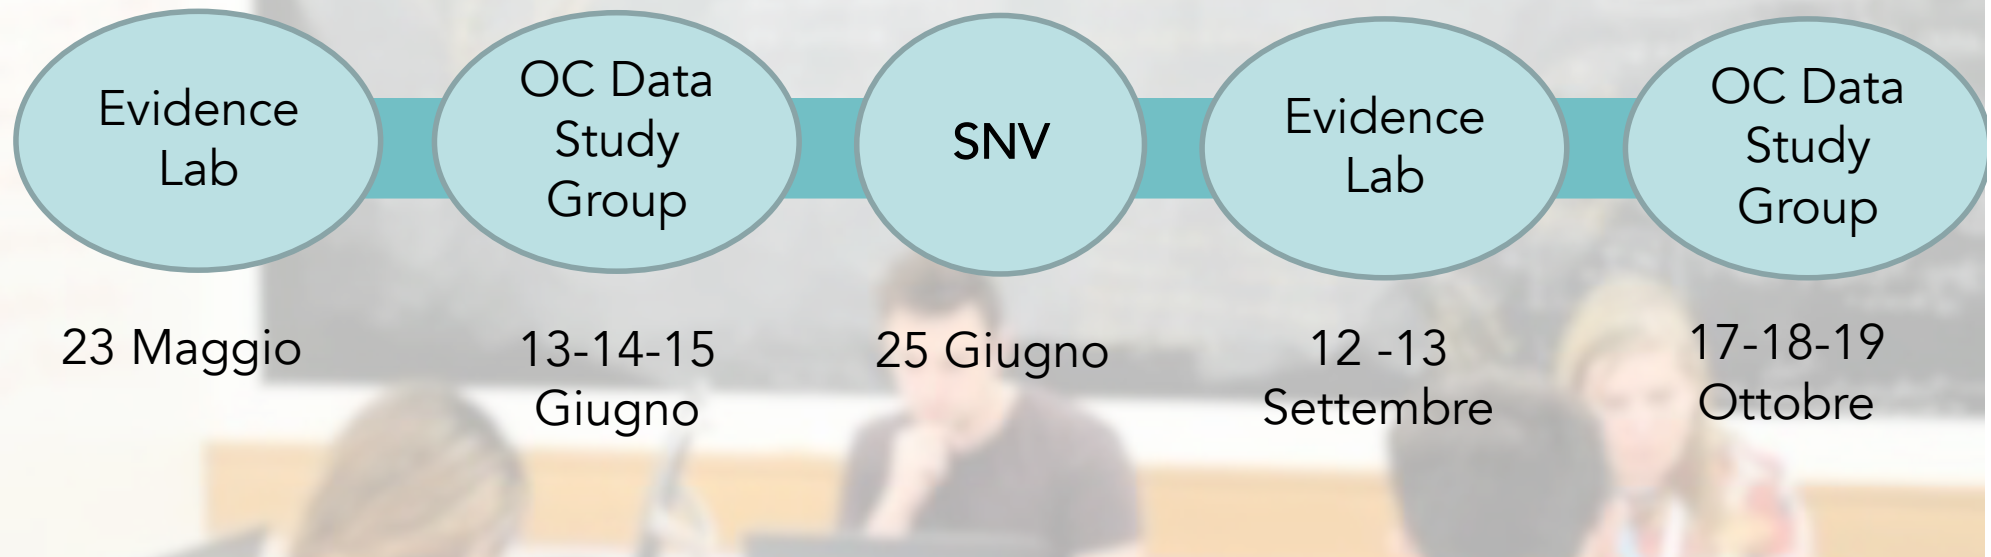 Evidence
Lab
OC Data
Study
Group
SNV
Evidence
Lab
OC Data
Study
Group
23 Maggio
13-14-15
Giugno
25 Giugno
12 -13
Settembre
17-18-19
Ottobre